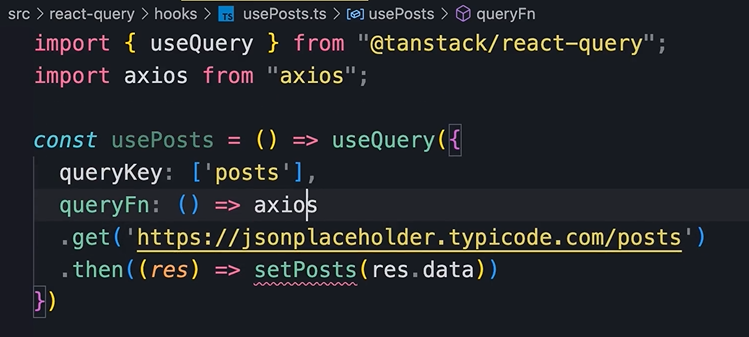 src > react-query > hooks > TS usePosts.ts > usePosts > queryFn
import { useQuery } from "@tanstack/react-query";
import axios from "axios";
const usePosts = () => useQuery({
queryKey: ['posts'],
queryFn: () => axios
.get('https://jsonplaceholder.typicode.com/posts')
.then((res) => setPosts(res.data))
})